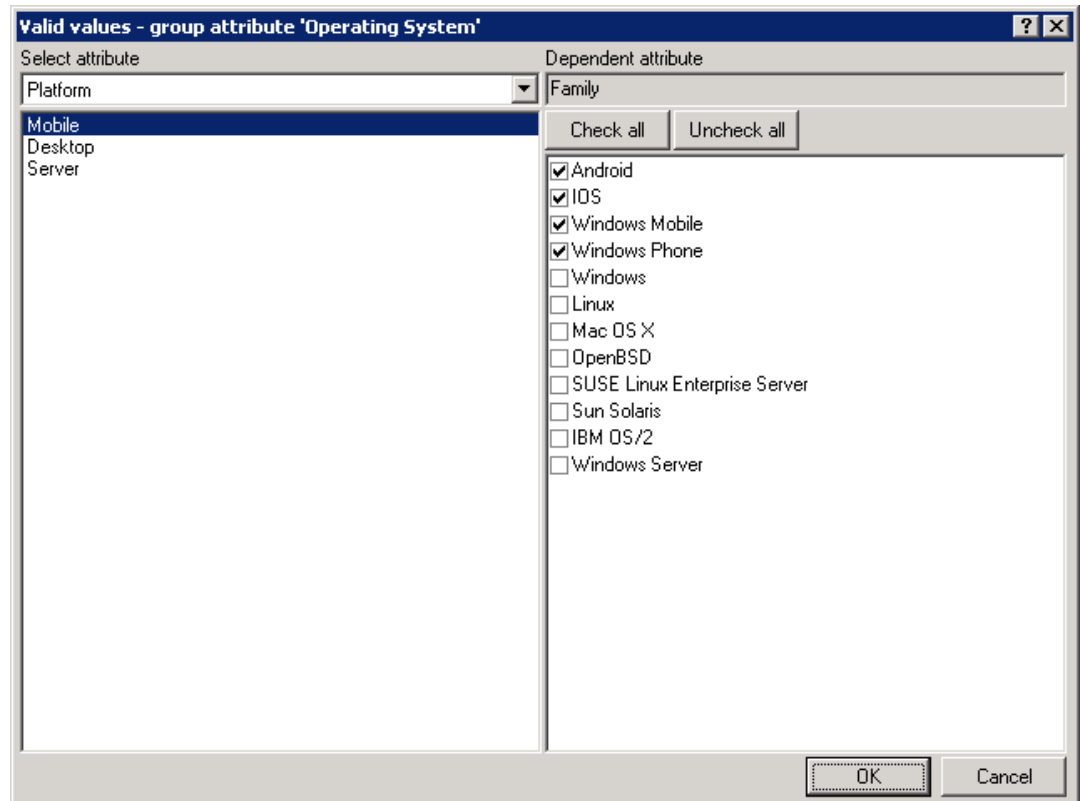 Valid values - group attribute 'Operating System'
Select attribute
Dependent attribute
Platform
Family
Mobile
Desktop
Server
Check all
Uncheck all
Android
IOS
Windows Mobile
Windows Phone
Windows
Linux
Mac OS X
OpenBSD
SUSE Linux Enterprise Server
Sun Solaris
IBM OS/2
Windows Server
OK
Cancel